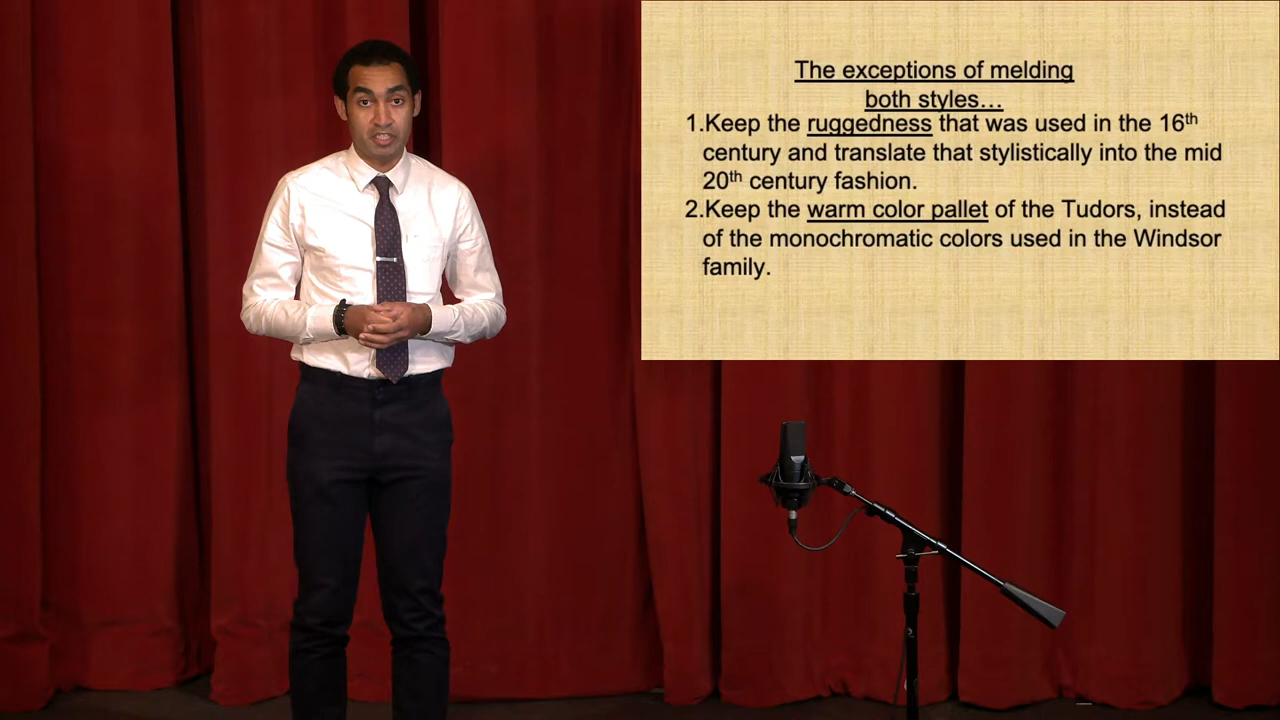 The exceptions of melding
both styles…
1.Keep the ruggedness that was used in the 16th
century and translate that stylistically into the mid
20th century fashion.
2.Keep the warm color pallet of the Tudors, instead
of the monochromatic colors used in the Windsor
family.